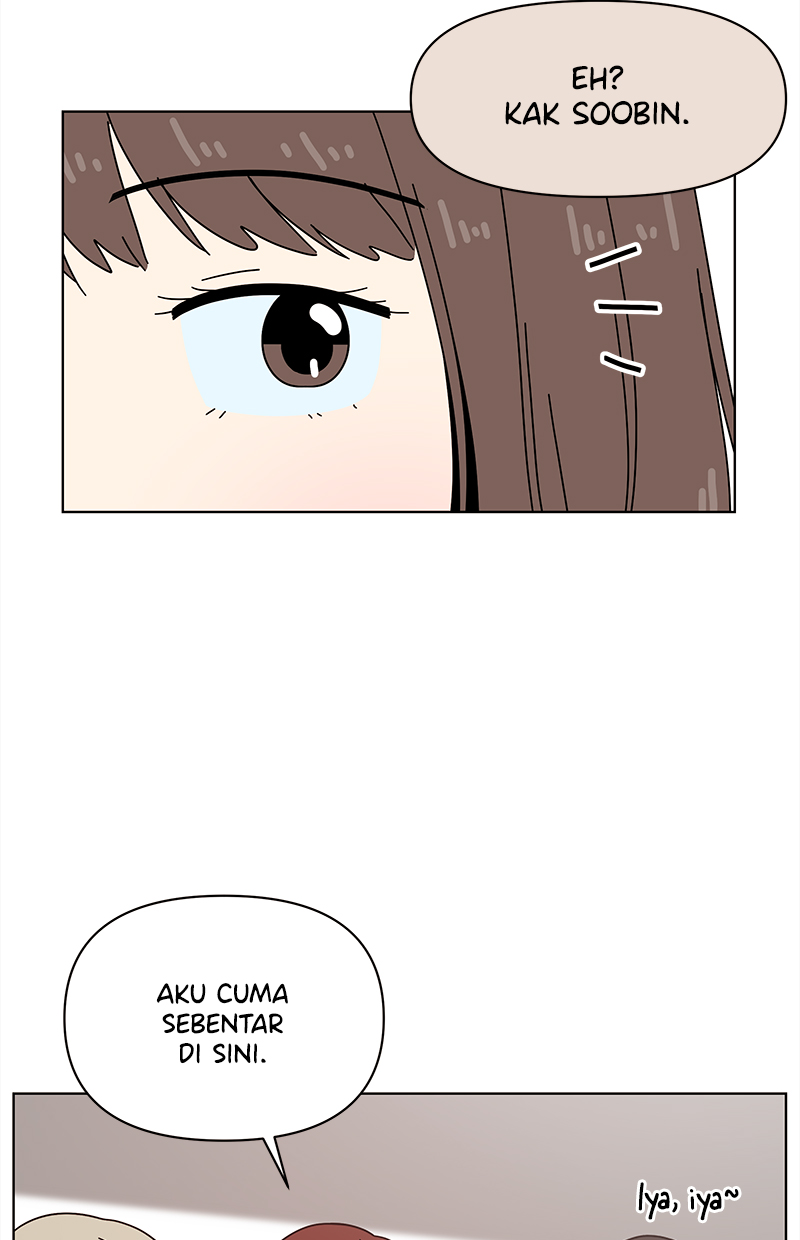 EH?
KAK SOOBIN.
AKU CUMA
SEBENTAR
DI SINI.
Iya, iya~